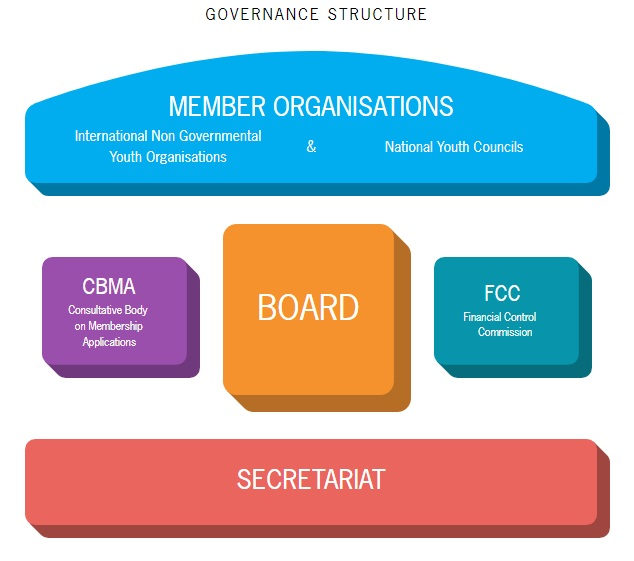 GOVERNANCE STRUCTURE
MEMBER ORGANISATIONS
International Non Governmental
Youth Organisations
&
National Youth Councils
CBMA
Consultative Body
on Membership
Applications
BOARD
FCC
Financial Control
Commission
SECRETARIAT